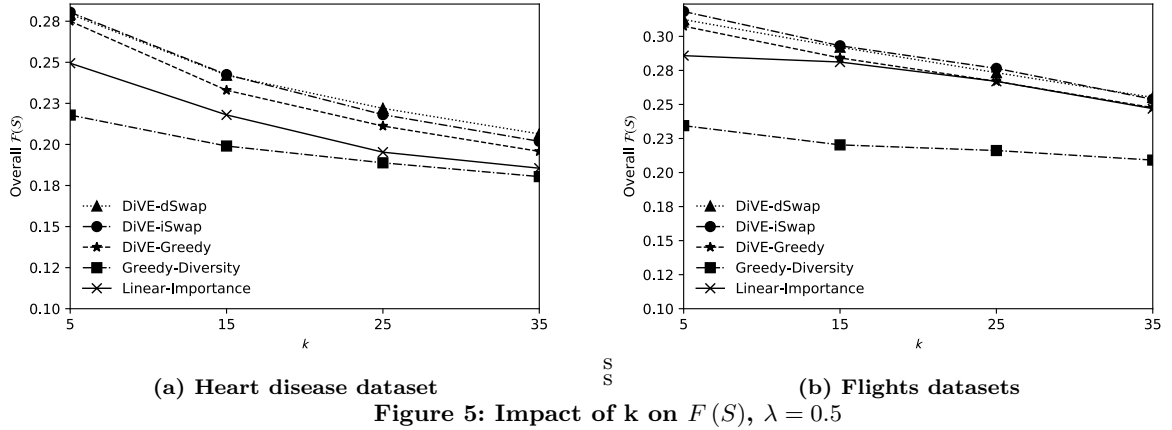 Overall F(S)
0.28
0.25
0.23
0.20
0.18
0.15
0.12
0.10
5
15
25
35
k
DiVE-dSwap
DiVE-iSwap
DiVE-Greedy
Greedy-Diversity
Linear-Importance
(a) Heart disease dataset
Overall F(S)
0.30
0.28
0.25
0.23
0.20
0.18
0.15
0.12
0.10
5
15
25
35
k
DiVE-dSwap
DiVE-iSwap
DiVE-Greedy
Greedy-Diversity
Linear-Importance
s
s
(b) Flights datasets
Figure 5: Impact of k on F (S), λ = 0.5